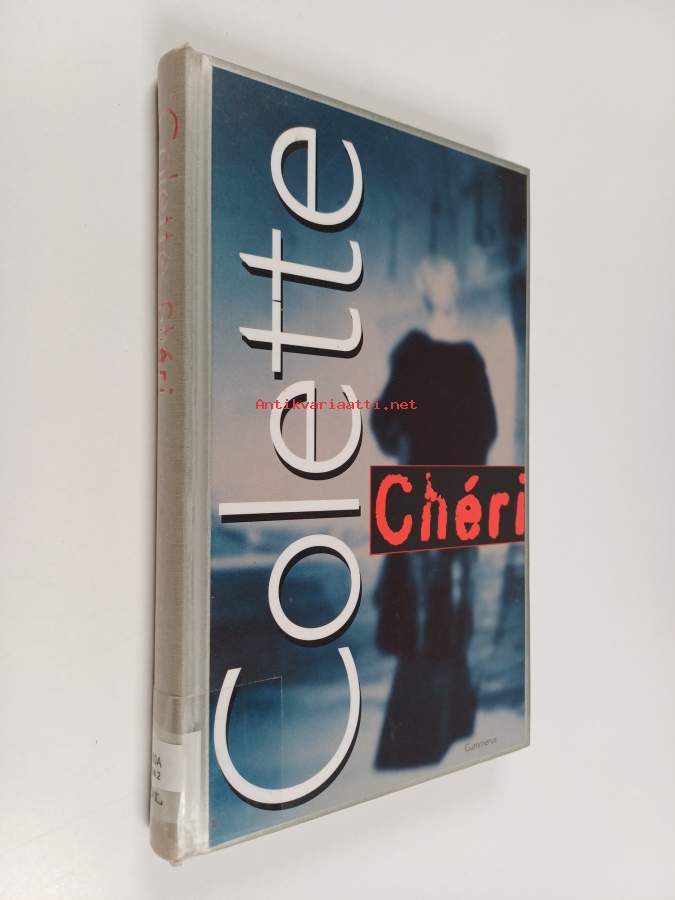 Colette
Chéri
Gummerus
Antikvariaatti.net
Colette Chéri